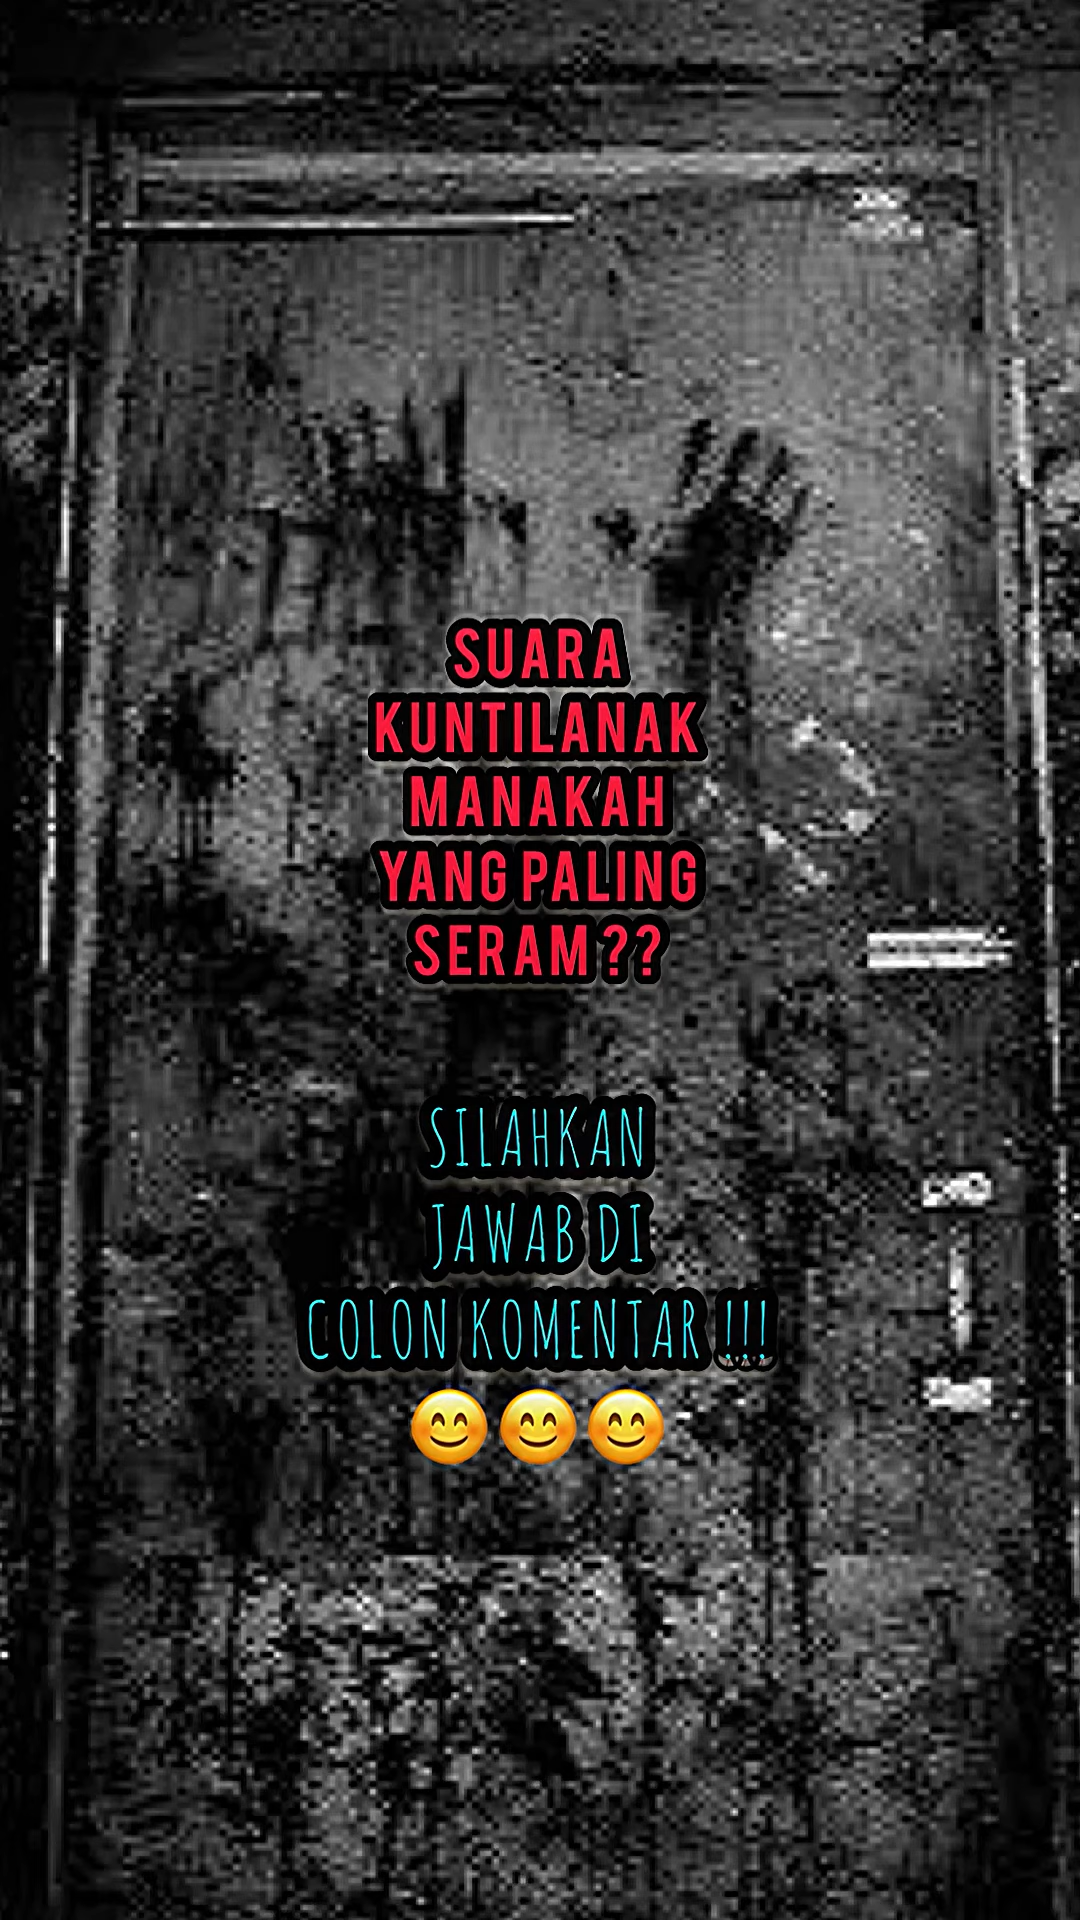 SUARA
KUNTILANAK
MANAKAH
YANG PALING
SERAM ??
SILAHKAN
JAWAB DI
COLON KOMENTAR !!!
😊😊😊